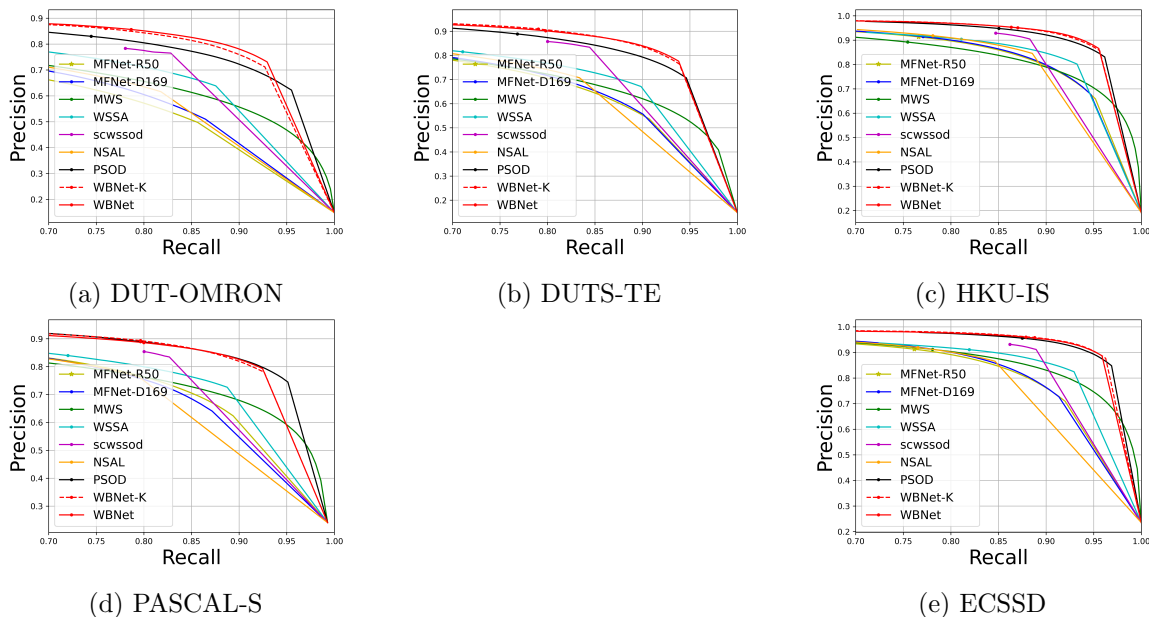 0.9
0.8
0.7
0.6
0.5
0.4
0.3
0.2
Precision
MFNet-R50
MFNet-D169
MWS
WSSA
scwssod
NSAL
PSOD
WBNet-K
WBNet
0.70 0.75 0.80 0.85 0.90 0.95 1.00
Recall
(a) DUT-OMRON
0.9
0.8
0.7
0.6
0.5
0.4
0.3
0.2
Precision
MFNet-R50
MFNet-D169
MWS
WSSA
scwssod
NSAL
PSOD
WBNet-K
WBNet
0.70 0.75 0.80 0.85 0.90 0.95 1.00
Recall
(b) DUTS-TE
1.0
0.9
0.8
0.7
0.6
0.5
0.4
0.3
0.2
Precision
MFNet-R50
MFNet-D169
MWS
WSSA
scwssod
NSAL
PSOD
WBNet-K
WBNet
0.70 0.75 0.80 0.85 0.90 0.95 1.00
Recall
(c) HKU-IS
0.9
0.8
0.7
0.6
0.5
0.4
0.3
Precision
MFNet-R50
MFNet-D169
MWS
WSSA
scwssod
NSAL
PSOD
WBNet-K
WBNet
0.70 0.75 0.80 0.85 0.90 0.95 1.00
Recall
(d) PASCAL-S
1.0
0.9
0.8
0.7
0.6
0.5
0.4
0.3
0.2
Precision
MFNet-R50
MFNet-D169
MWS
WSSA
scwssod
NSAL
PSOD
WBNet-K
WBNet
0.70 0.75 0.80 0.85 0.90 0.95 1.00
Recall
(e) ECSSD